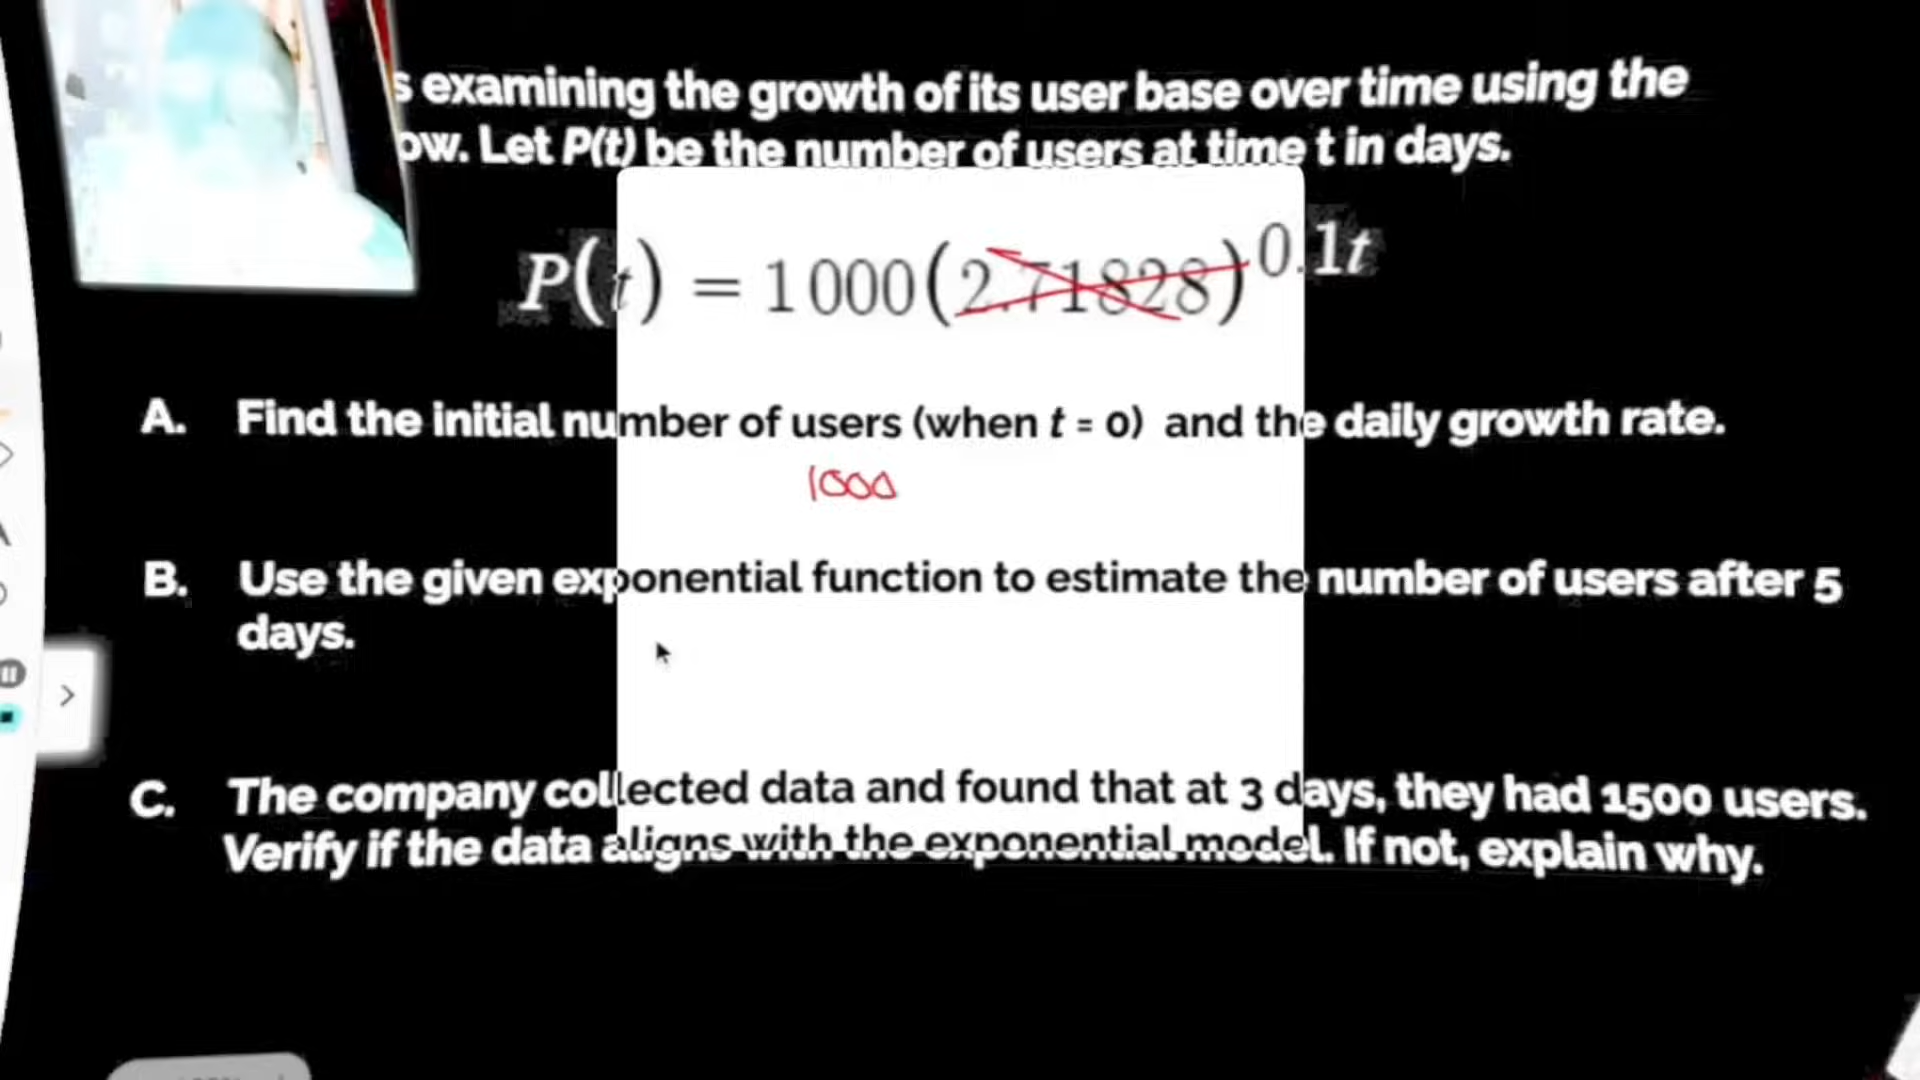 s examining the growth of its user base over time using the
ow. Let P(t) be the number of users at time t in days.
P(t) = 1000(2.71828)^0.1t
A. Find the initial number of users (when t = 0) and the daily growth rate.
1000
B. Use the given exponential function to estimate the number of users after 5
days.
C. The company collected data and found that at 3 days, they had 1500 users.
Verify if the data aligns with the exponential model. If not, explain why.